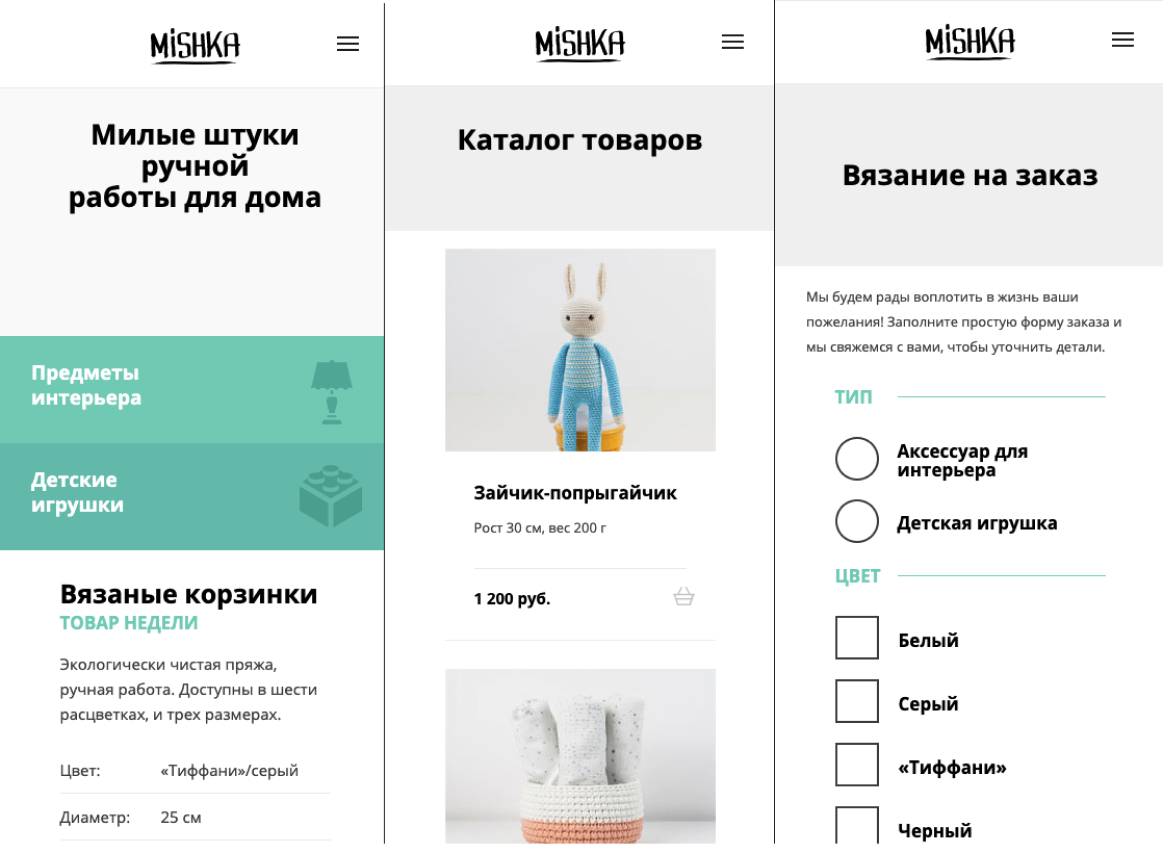 MiSHKA
Милые штуки
ручной
работы для дома
Предметы
интерьера
Детские
игрушки
Вязаные корзинки
ТОВАР НЕДЕЛИ
Экологически чистая пряжа,
ручная работа. Доступны в шести
расцветках, и трех размерах.
Цвет: «Тиффани»/серый
Диаметр: 25 см
MiSHKA
Каталог товаров
Зайчик-попрыгайчик
Рост 30 см, вес 200 г
1 200 руб.
MiSHKA
Вязание на заказ
Мы будем рады воплотить в жизнь ваши
пожелания! Заполните простую форму заказа и
мы свяжемся с вами, чтобы уточнить детали.
ТИП
Аксессуар для
интерьера
Детская игрушка
ЦВЕТ
Белый
Серый
«Тиффани»
Черный